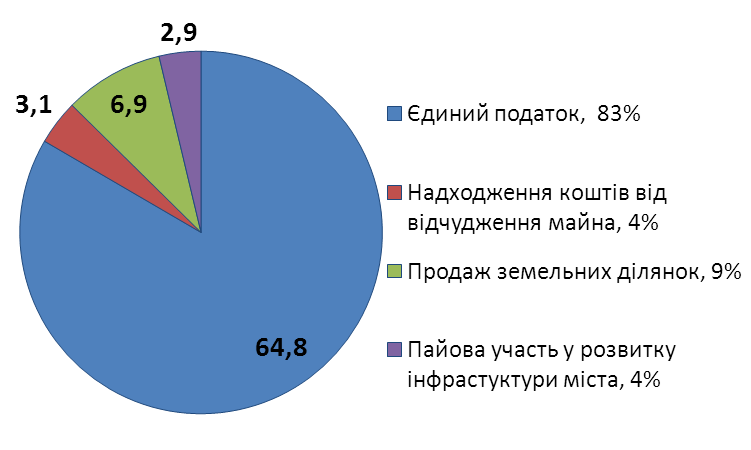 2,9
3,1
6,9
64,8
Єдиний податок,  83%
Надходження коштів від
відчудження майна, 4%
Продаж земельних ділянок, 9%
Пайова участь у розвитку
інфрастуктури міста, 4%